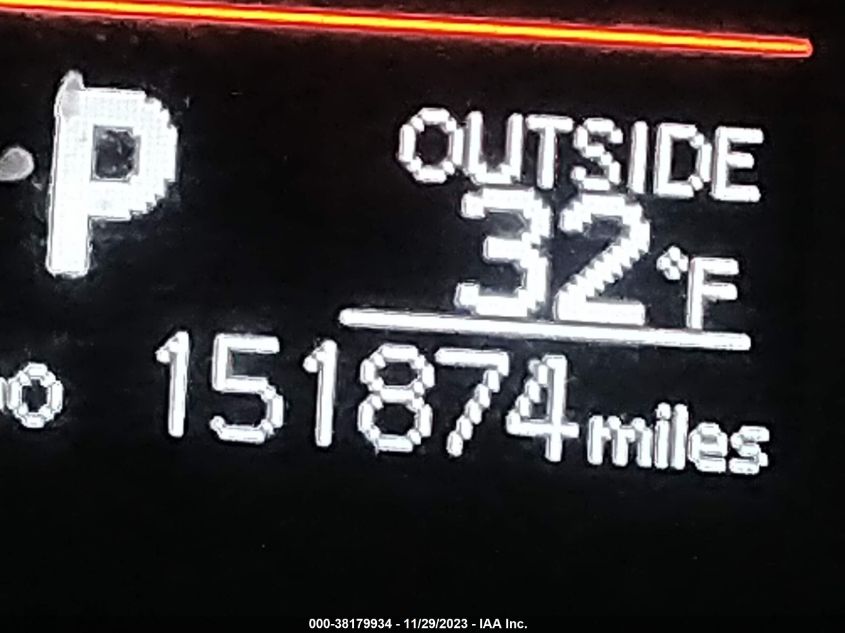 P
OUTSIDE
32°F
151874 miles
000-38179934 - 11/29/2023 - IAA Inc.